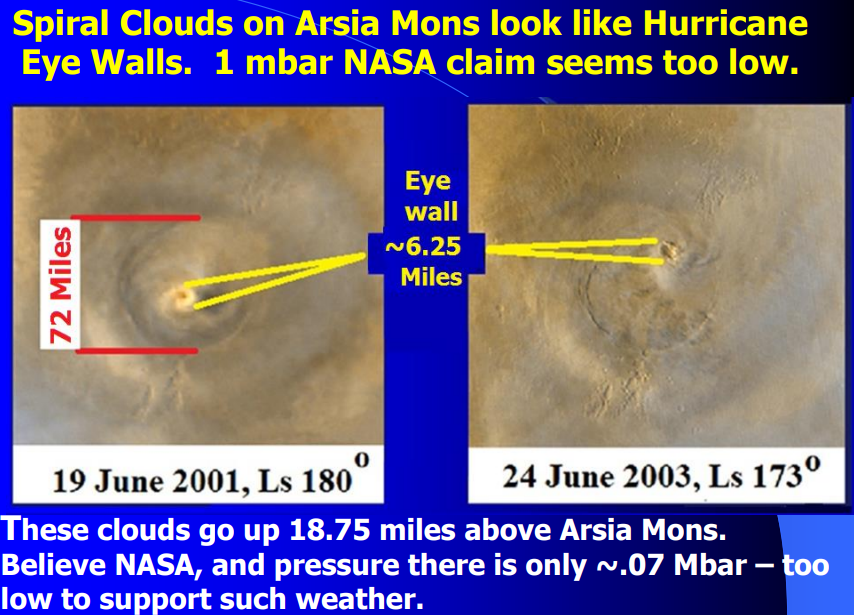 Spiral Clouds on Arsia Mons look like Hurricane
Eye Walls. 1 mbar NASA claim seems too low.
72 Miles
Eye
wall
~6.25
Miles
19 June 2001, Ls 180°
24 June 2003, Ls 173°
These clouds go up 18.75 miles above Arsia Mons.
Believe NASA, and pressure there is only ~.07 Mbar – too
low to support such weather.